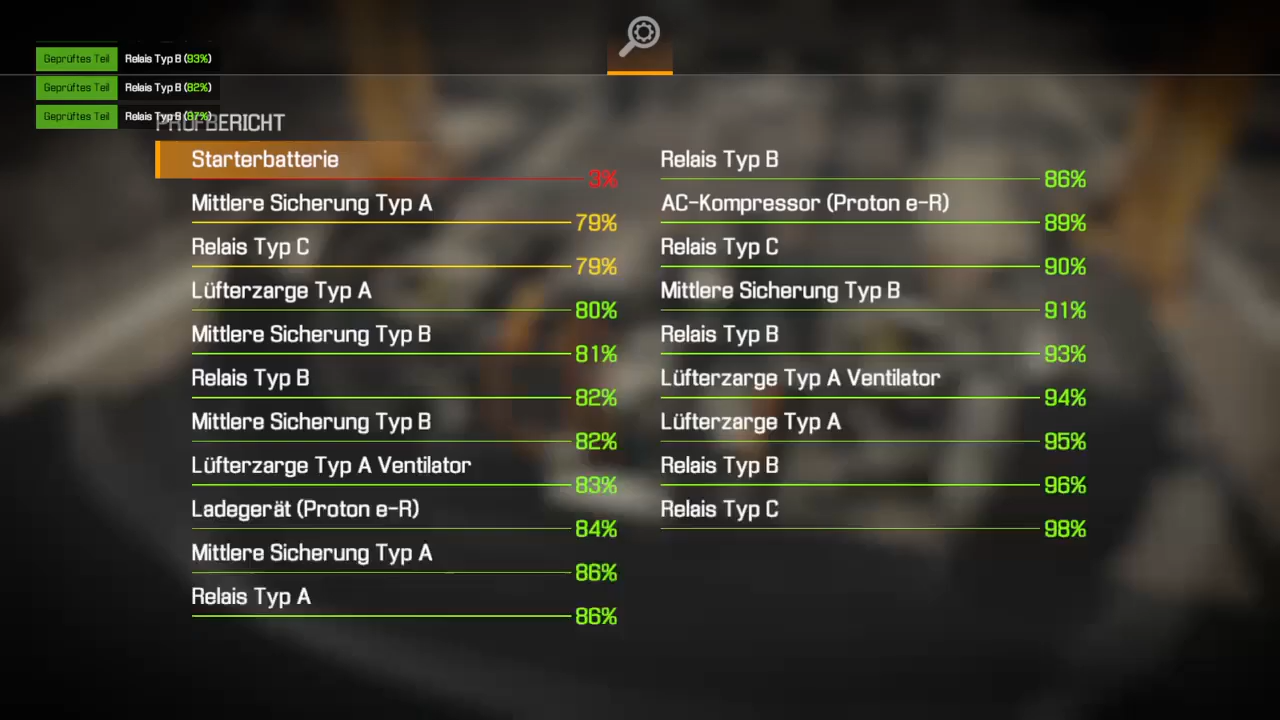 Geprüftes Teil Relais Typ B (93%)
Geprüftes Teil Relais Typ B (82%)
Geprüftes Teil Relais Typ B (87%)
PRÜFBERICHT
Starterbatterie
3%
Mittlere Sicherung Typ A
79%
Relais Typ C
79%
Lüfterzarge Typ A
80%
Mittlere Sicherung Typ B
81%
Relais Typ B
82%
Mittlere Sicherung Typ B
82%
Lüfterzarge Typ A Ventilator
83%
Ladegerät (Proton e-R)
84%
Mittlere Sicherung Typ A
86%
Relais Typ A
86%
Relais Typ B
86%
AC-Kompressor (Proton e-R)
89%
Relais Typ C
90%
Mittlere Sicherung Typ B
91%
Relais Typ B
93%
Lüfterzarge Typ A Ventilator
94%
Lüfterzarge Typ A
95%
Relais Typ B
96%
Relais Typ C
98%